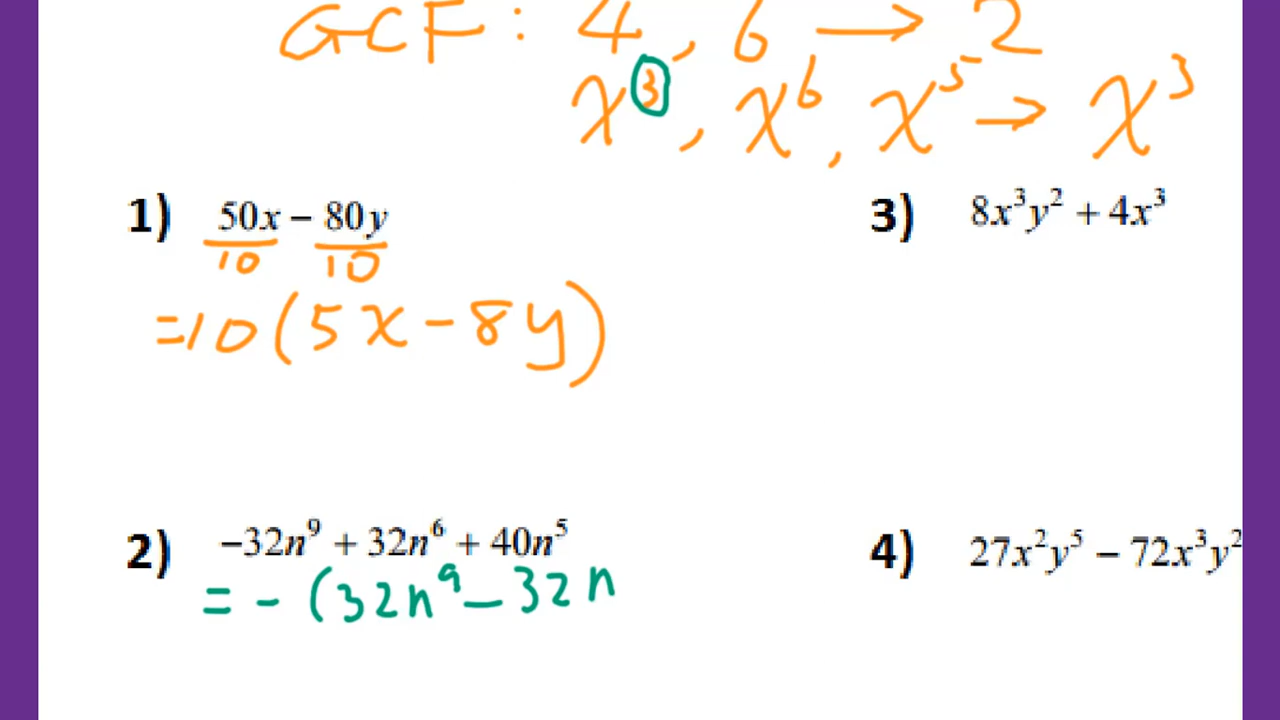 GCF : 4 , 6 → 2
x³ , x⁶ , x⁵ → x³
1) 50x − 80y
10 10
=10(5x−8y)
3) 8x³y² + 4x³
2) −32n⁹ + 32n⁶ + 40n⁵
= − (32n⁹ − 32n
4) 27x²y⁵ − 72x³y²